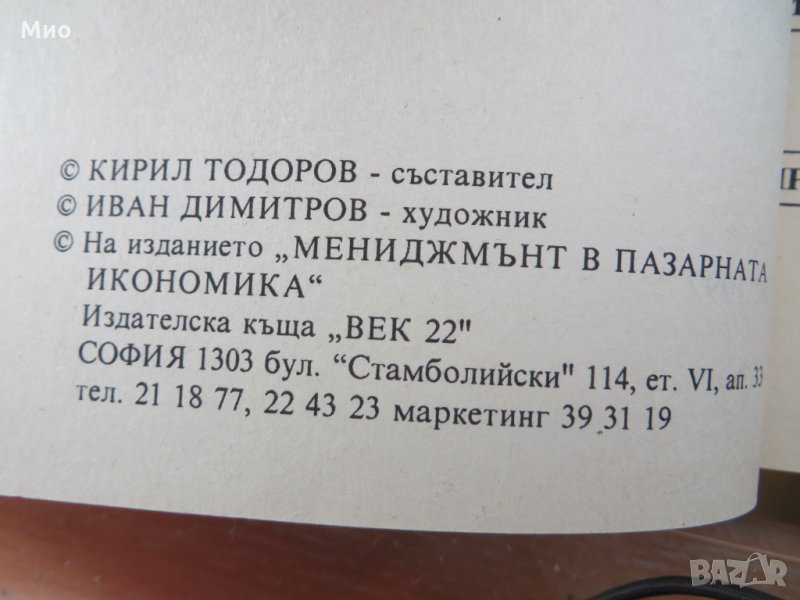 Мио
© КИРИЛ ТОДОРОВ - съставител
© ИВАН ДИМИТРОВ - художник
© На изданието „МЕНИДЖМЪНТ В ПАЗАРНАТА
ИКОНОМИКА“
Издателска къща „ВЕК 22"
СОФИЯ 1303 бул. “Стамболийски" 114, ет. VI, ап. 33
тел. 21 18 77, 22 43 23 маркетинг 39 31 19
BAZAR